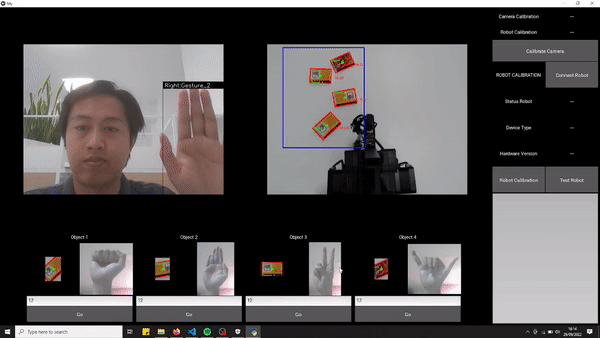 My
Camera Calibration --
Robot Calibration --
Calibrate Camera
ROBOT CALIBRATION Connect Robot
Status Robot --
Device Type --
Hardware Version --
Robot Calibration Test Robot
Right:Gesture_2
Object 1 Object 2 Object 3 Object 4
12 12 12 12
Go Go Go Go
Type here to search
16:14
29/09/2022